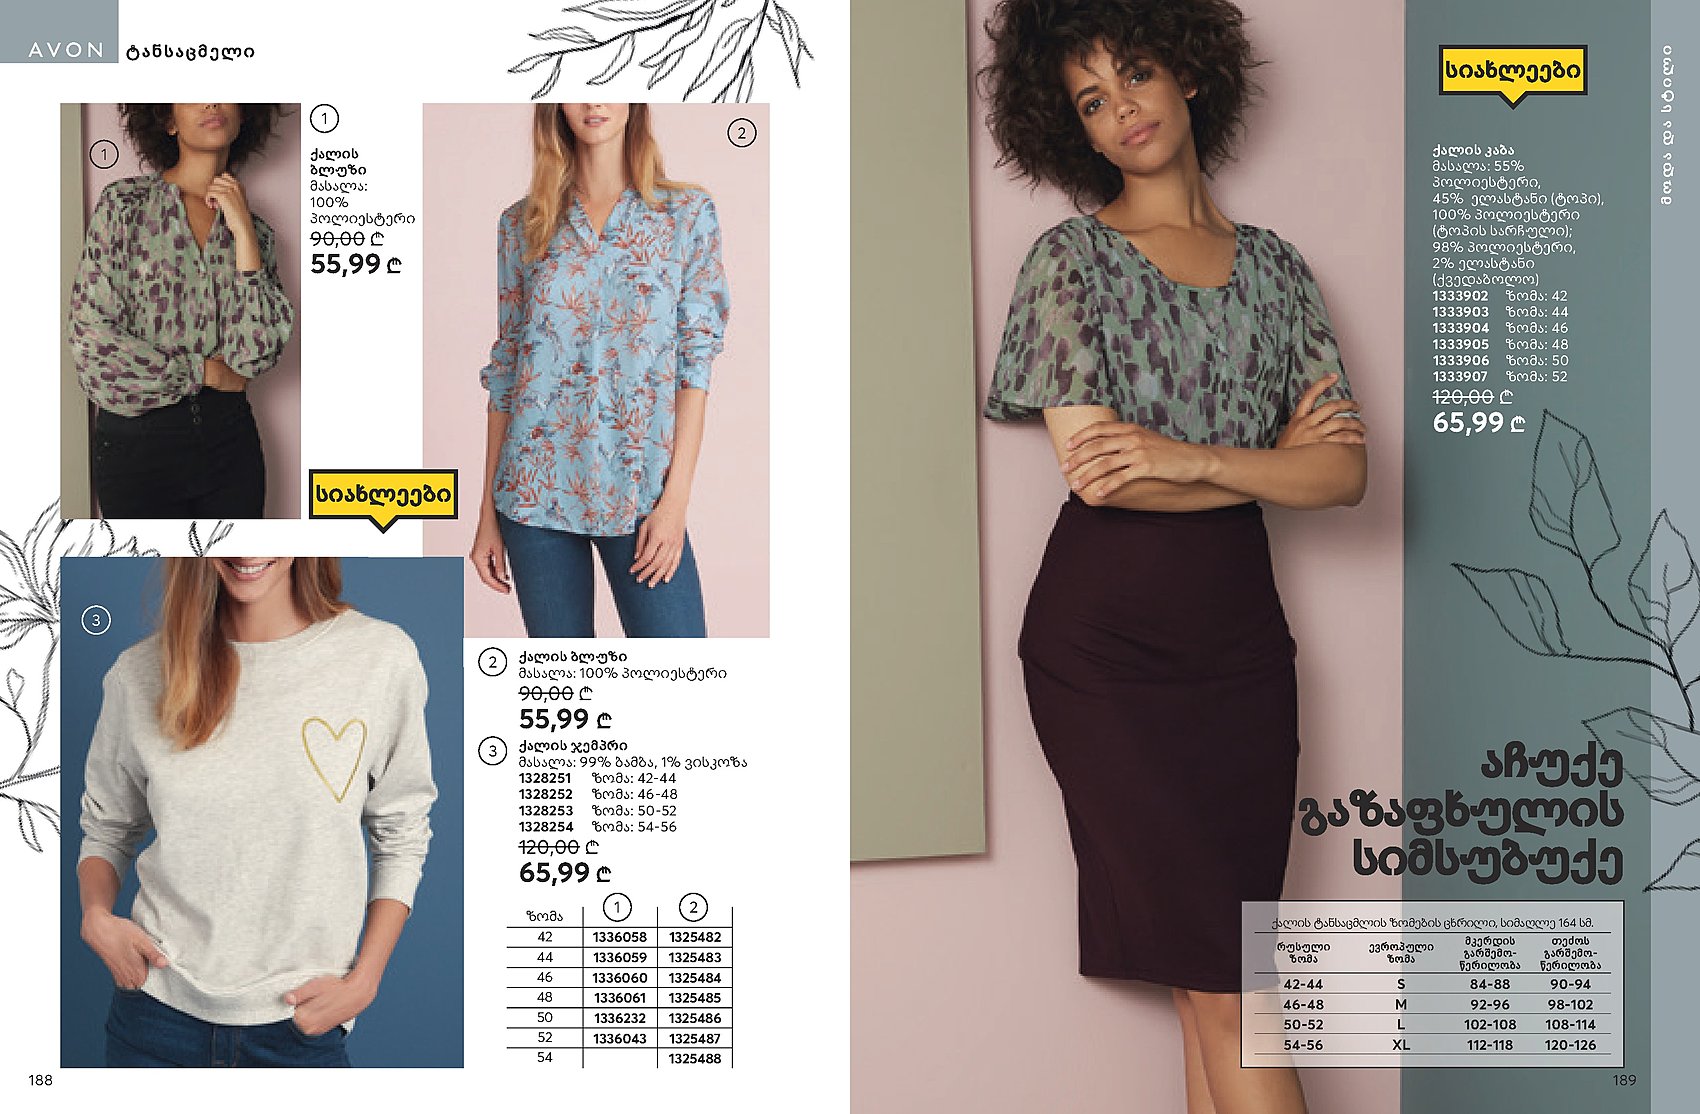 AVON ტანსაცმელი
1
ქალის
ბლუზი
მასალა:
100%
პოლიესტერი
90,00 ₾
55,99 ₾
1
2
სიახლეები
3
2 ქალის ბლუზი
მასალა: 100% პოლიესტერი
90,00 ₾
55,99 ₾
3 ქალის ჯემპრი
მასალა: 99% ბამბა, 1% ვისკოზა
1328251 ზომა: 42-44
1328252 ზომა: 46-48
1328253 ზომა: 50-52
1328254 ზომა: 54-56
120,00 ₾
65,99 ₾
ზომა 1 2
42 1336058 1325482
44 1336059 1325483
46 1336060 1325484
48 1336061 1325485
50 1336232 1325486
52 1336043 1325487
54 1325488
188
სიახლეები
მოდა და სტილი
ქალის კაბა
მასალა: 55%
პოლიესტერი,
45% ელასტანი (ტოპი),
100% პოლიესტერი
(ტოპის სარჩული);
98% პოლიესტერი,
2% ელასტანი
(ქვედაბოლო)
1333902 ზომა: 42
1333903 ზომა: 44
1333904 ზომა: 46
1333905 ზომა: 48
1333906 ზომა: 50
1333907 ზომა: 52
120,00 ₾
65,99 ₾
აჩუქე
გაზაფხულის
სიმსუბუქე
ქალის ტანსაცმლის ზომების ცხრილი, სიმაღლე 164 სმ.
რუსული ზომა ევროპული ზომა მკერდის გარშემო-წერილობა თეძოს გარშემო-წერილობა
42-44 S 84-88 90-94
46-48 M 92-96 98-102
50-52 L 102-108 108-114
54-56 XL 112-118 120-126
189